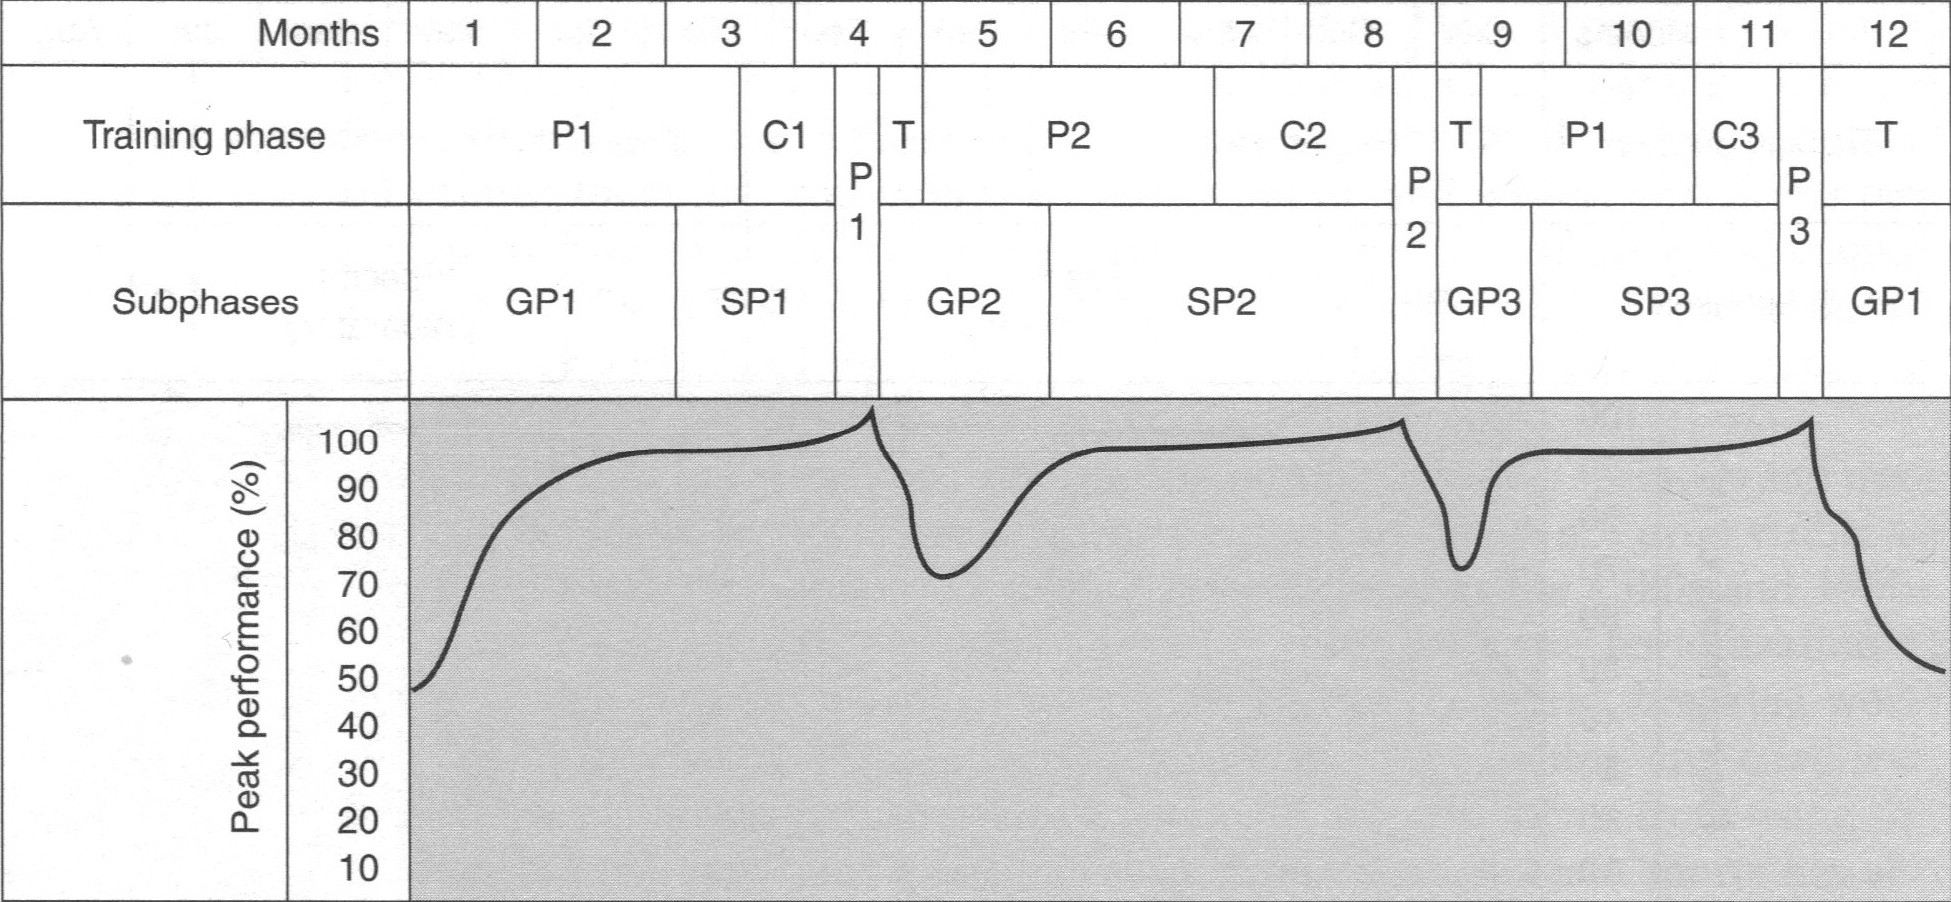 Months 1 2 3 4 5 6 7 8 9 10 11 12
Training phase P1 C1 P 1 T P2 C2 P 2 T P1 C3 P 3 T
Subphases GP1 SP1 GP2 SP2 GP3 SP3 GP1
Peak performance (%)
100
90
80
70
60
50
40
30
20
10